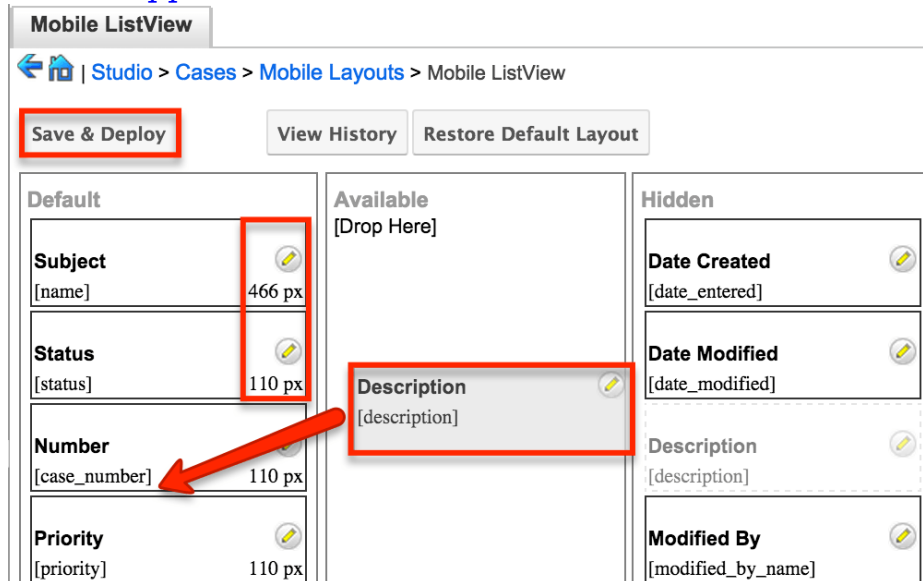 Mobile ListView
| Studio > Cases > Mobile Layouts > Mobile ListView
Save & Deploy
View History
Restore Default Layout
Default
Subject
[name] 466 px
Status
[status] 110 px
Number
[case_number] 110 px
Priority
[priority] 110 px
Available
[Drop Here]
Description
[description]
Hidden
Date Created
[date_entered]
Date Modified
[date_modified]
Description
[description]
Modified By
[modified_by_name]